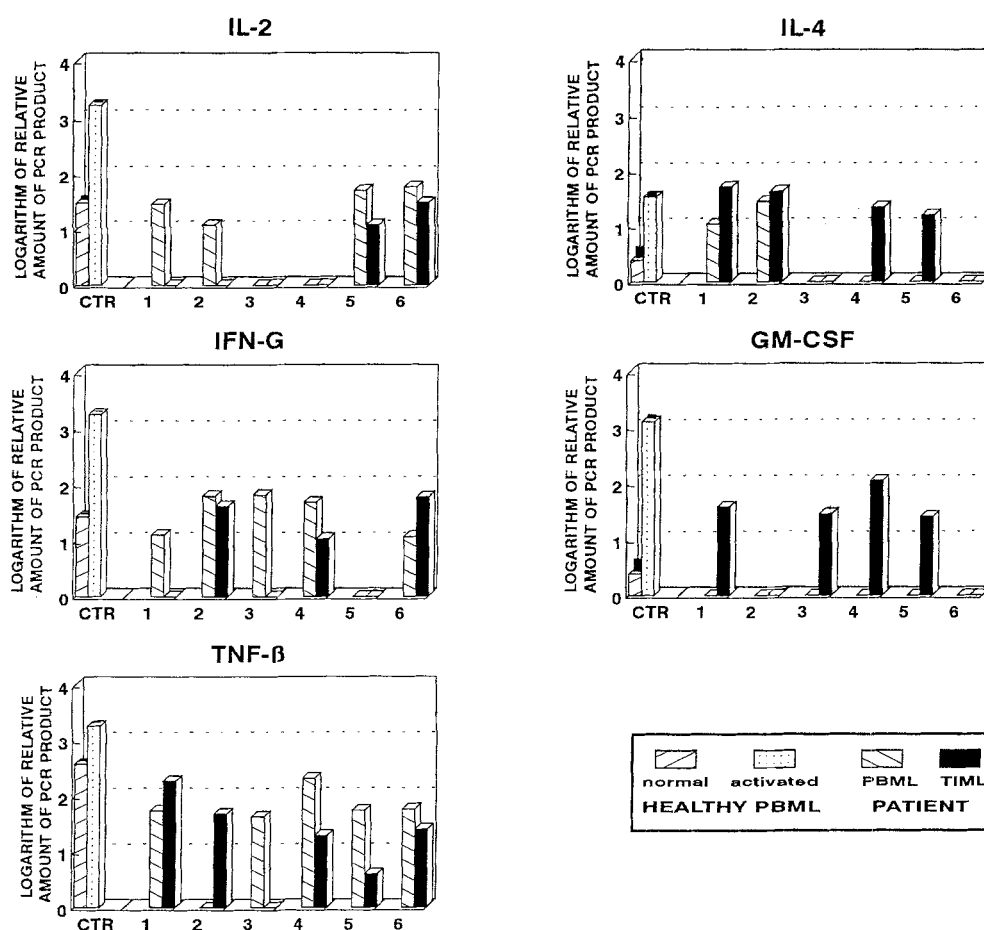 IL-2
LOGARITHM OF RELATIVE
AMOUNT OF PCR PRODUCT
4
3
2
1
0
CTR 1 2 3 4 5 6
IL-4
LOGARITHM OF RELATIVE
AMOUNT OF PCR PRODUCT
4
3
2
1
0
CTR 1 2 3 4 5 6
IFN-G
LOGARITHM OF RELATIVE
AMOUNT OF PCR PRODUCT
4
3
2
1
0
CTR 1 2 3 4 5 6
GM-CSF
LOGARITHM OF RELATIVE
AMOUNT OF PCR PRODUCT
4
3
2
1
0
CTR 1 2 3 4 5 6
TNF-β
LOGARITHM OF RELATIVE
AMOUNT OF PCR PRODUCT
4
3
2
1
0
CTR 1 2 3 4 5 6
normal activated PBML TIML
HEALTHY PBML PATIENT